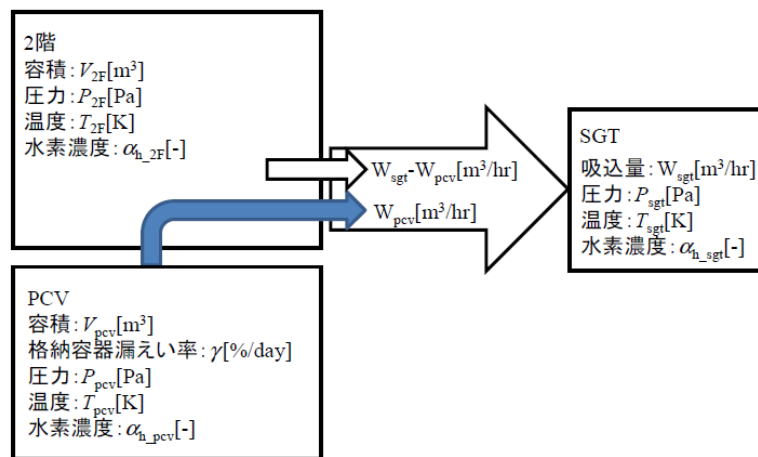 2階
容積：V2F[m³]
圧力：P2F[Pa]
温度：T2F[K]
水素濃度：αh_2F[-]
Wsgt-Wpcv[m³/hr]
Wpcv[m³/hr]
SGT
吸込量：Wsgt[m³/hr]
圧力：Psgt[Pa]
温度：Tsgt[K]
水素濃度：αh_sgt[-]
PCV
容積：Vpcv[m³]
格納容器漏えい率：γ[%/day]
圧力：Ppcv[Pa]
温度：Tpcv[K]
水素濃度：αh_pcv[-]